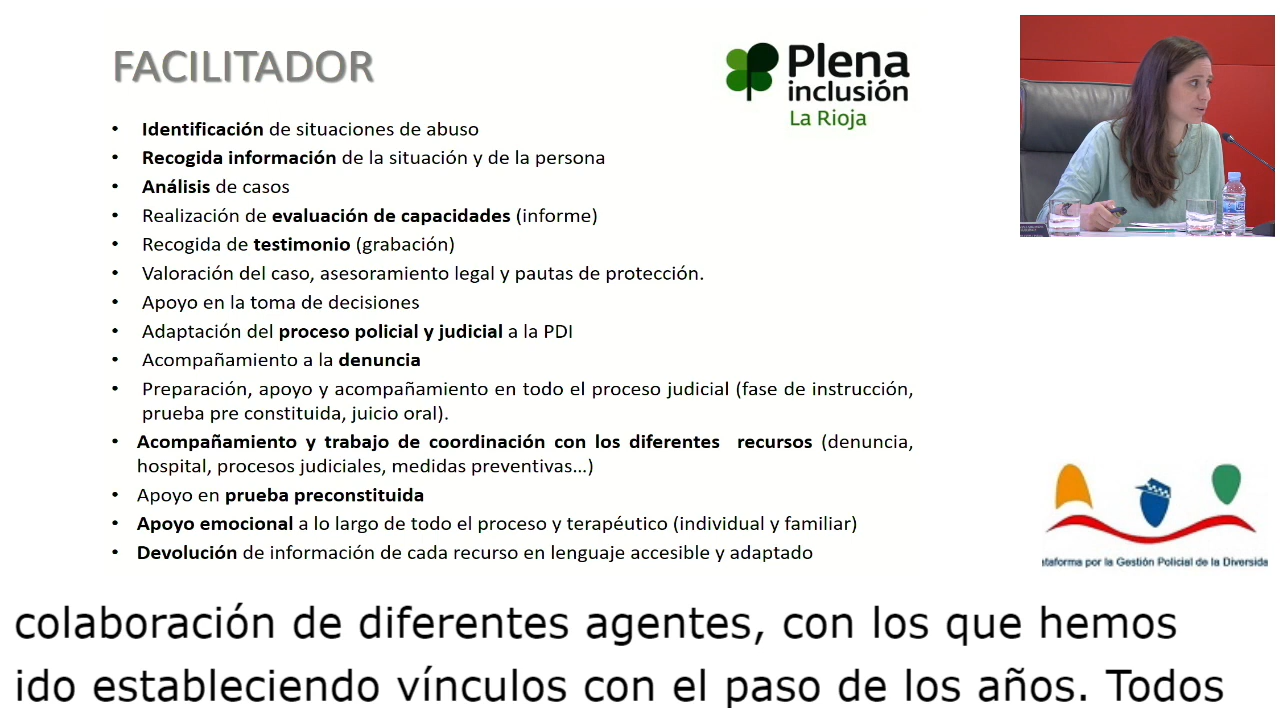 FACILITADOR
Plena
inclusión
La Rioja
• Identificación de situaciones de abuso
• Recogida información de la situación y de la persona
• Análisis de casos
• Realización de evaluación de capacidades (informe)
• Recogida de testimonio (grabación)
• Valoración del caso, asesoramiento legal y pautas de protección.
• Apoyo en la toma de decisiones
• Adaptación del proceso policial y judicial a la PDI
• Acompañamiento a la denuncia
• Preparación, apoyo y acompañamiento en todo el proceso judicial (fase de instrucción,
prueba pre constituida, juicio oral).
• Acompañamiento y trabajo de coordinación con los diferentes recursos (denuncia,
hospital, procesos judiciales, medidas preventivas...)
• Apoyo en prueba preconstituida
• Apoyo emocional a lo largo de todo el proceso y terapéutico (individual y familiar)
• Devolución de información de cada recurso en lenguaje accesible y adaptado
ataforma por la Gestión Policial de la Diversida
colaboración de diferentes agentes, con los que hemos
ido estableciendo vínculos con el paso de los años. Todos